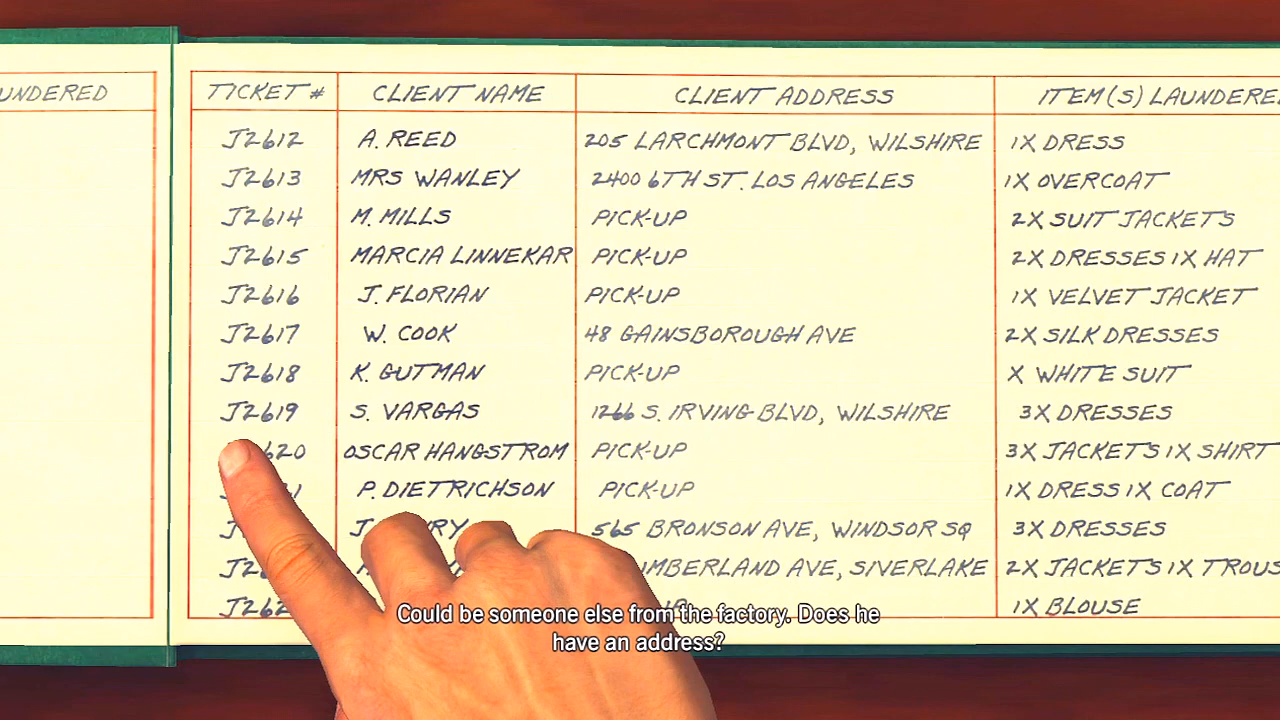 UNDERED TICKET # CLIENT NAME CLIENT ADDRESS ITEM(S) LAUNDERE
J2612 A. REED 205 LARCHMONT BLVD, WILSHIRE 1X DRESS
J2613 MRS WANLEY 2400 6TH ST. LOS ANGELES 1X OVERCOAT
J2614 M. MILLS PICK-UP 2X SUIT JACKETS
J2615 MARCIA LINNEKAR PICK-UP 2X DRESSES 1X HAT
J2616 J. FLORIAN PICK-UP 1X VELVET JACKET
J2617 W. COOK 48 GAINSBOROUGH AVE 2X SILK DRESSES
J2618 K. GUTMAN PICK-UP X WHITE SUIT
J2619 S. VARGAS 1266 S. IRVING BLVD, WILSHIRE 3X DRESSES
620 OSCAR HANGSTROM PICK-UP 3X JACKETS 1X SHIRT
1 P. DIETRICHSON PICK-UP 1X DRESS 1X COAT
565 BRONSON AVE, WINDSOR SQ 3X DRESSES
MBERLAND AVE, SIVERLAKE 2X JACKETS 1X TROUS
1X BLOUSE
Could be someone else from the factory. Does he
have an address?